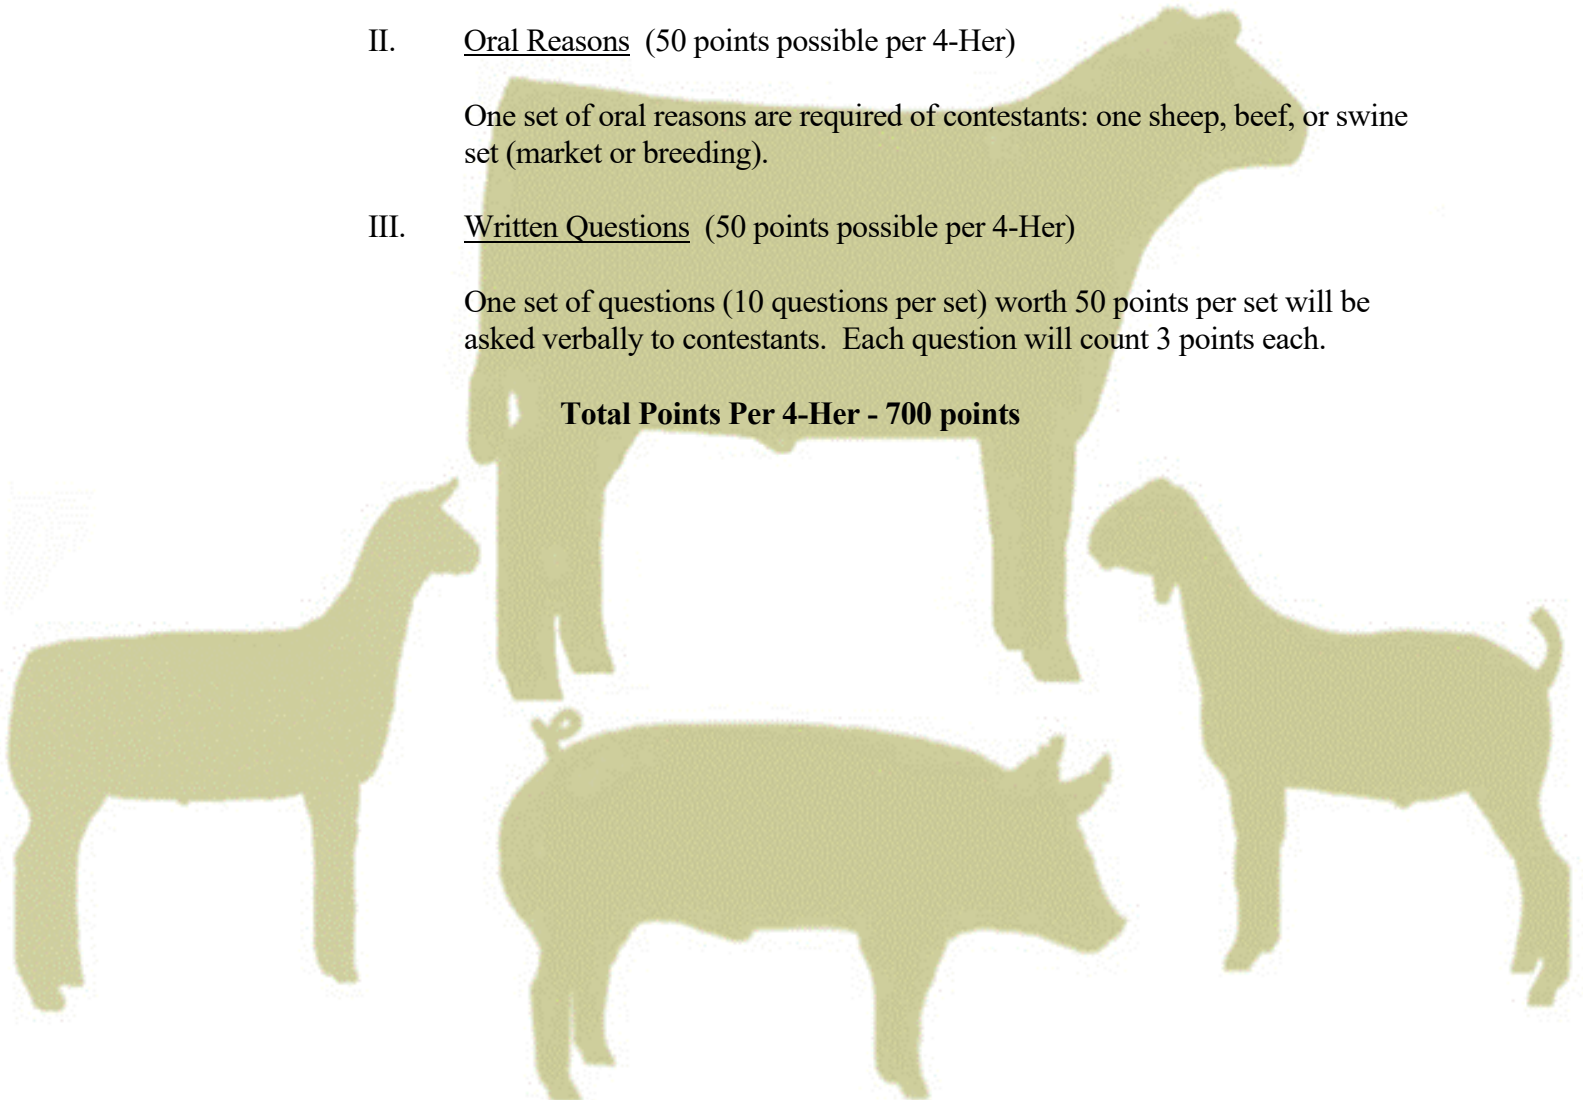 II. Oral Reasons (50 points possible per 4-Her)
One set of oral reasons are required of contestants: one sheep, beef, or swine
set (market or breeding).
III. Written Questions (50 points possible per 4-Her)
One set of questions (10 questions per set) worth 50 points per set will be
asked verbally to contestants. Each question will count 3 points each.
Total Points Per 4-Her - 700 points